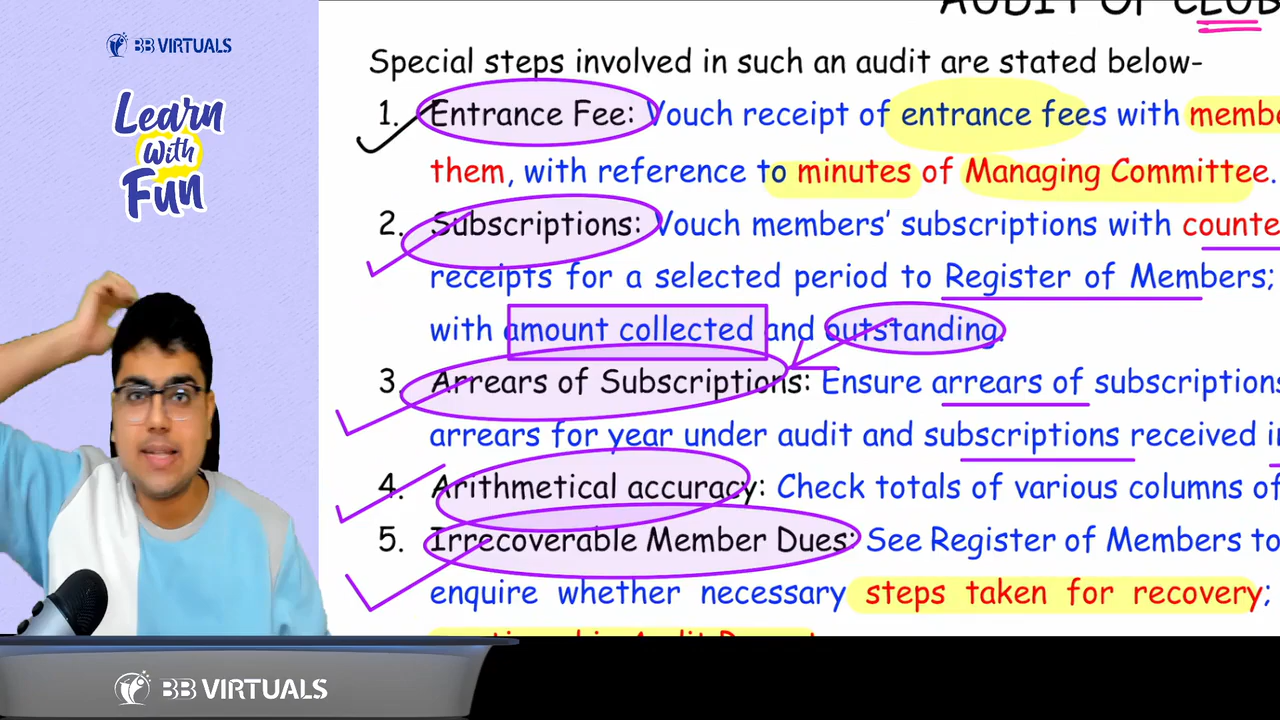 AUDIT OF CLUB
BB VIRTUALS
Learn
With
Fun
Special steps involved in such an audit are stated below-
1. Entrance Fee: Vouch receipt of entrance fees with
them, with reference to minutes of Managing Committee.
2. Subscriptions: Vouch members’ subscriptions with
receipts for a selected period to Register of Members;
with amount collected and outstanding.
3. Arrears of Subscriptions: Ensure arrears of subscriptions
arrears for year under audit and subscriptions received
4. Arithmetical accuracy: Check totals of various columns of
5. Irrecoverable Member Dues: See Register of Members to
enquire whether necessary steps taken for recovery;
BB VIRTUALS